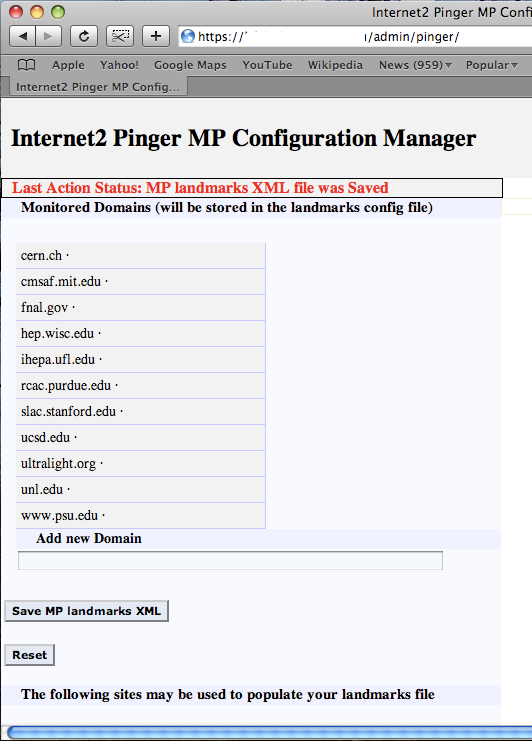 Internet2 Pinger MP Confi
https:// /admin/pinger/
Apple Yahoo! Google Maps YouTube Wikipedia News (959)▾ Popular▾
Internet2 Pinger MP Config...
Internet2 Pinger MP Configuration Manager
Last Action Status: MP landmarks XML file was Saved
Monitored Domains (will be stored in the landmarks config file)
cern.ch ·
cmsaf.mit.edu ·
fnal.gov ·
hep.wisc.edu ·
ihepa.ufl.edu ·
rcac.purdue.edu ·
slac.stanford.edu ·
ucsd.edu ·
ultralight.org ·
unl.edu ·
www.psu.edu ·
Add new Domain
Save MP landmarks XML
Reset
The following sites may be used to populate your landmarks file